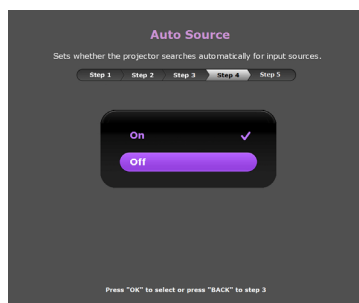 Auto Source
Sets whether the projector searches automatically for input sources.
Step 1 Step 2 Step 3 Step 4 Step 5
On
Off
Press "OK" to select or press "BACK" to step 3